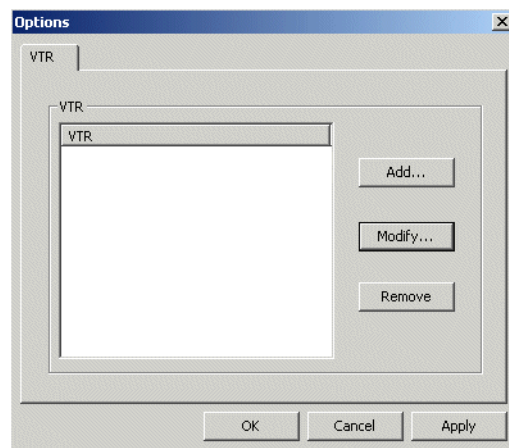 Options
VTR
VTR
VTR
Add...
Modify...
Remove
OK Cancel Apply